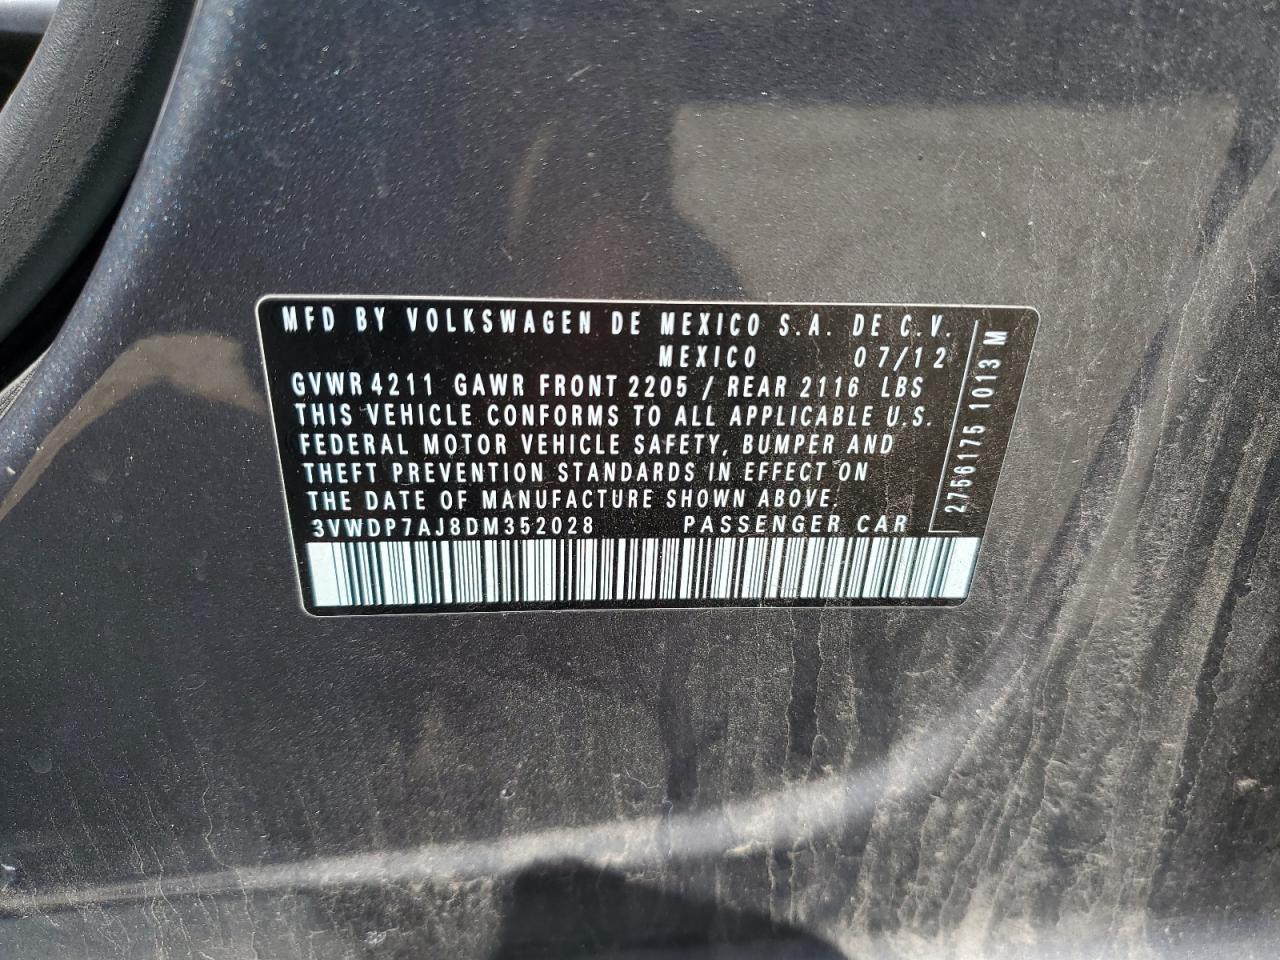 MFD BY VOLKSWAGEN DE MEXICO S.A. DE C.V.
MEXICO 07/12
GVWR 4211 GAWR FRONT 2205 / REAR 2116 LBS
THIS VEHICLE CONFORMS TO ALL APPLICABLE U.S.
FEDERAL MOTOR VEHICLE SAFETY, BUMPER AND
THEFT PREVENTION STANDARDS IN EFFECT ON
THE DATE OF MANUFACTURE SHOWN ABOVE.
3VWDP7AJ8DM352028 PASSENGER CAR
2756175 1013 M